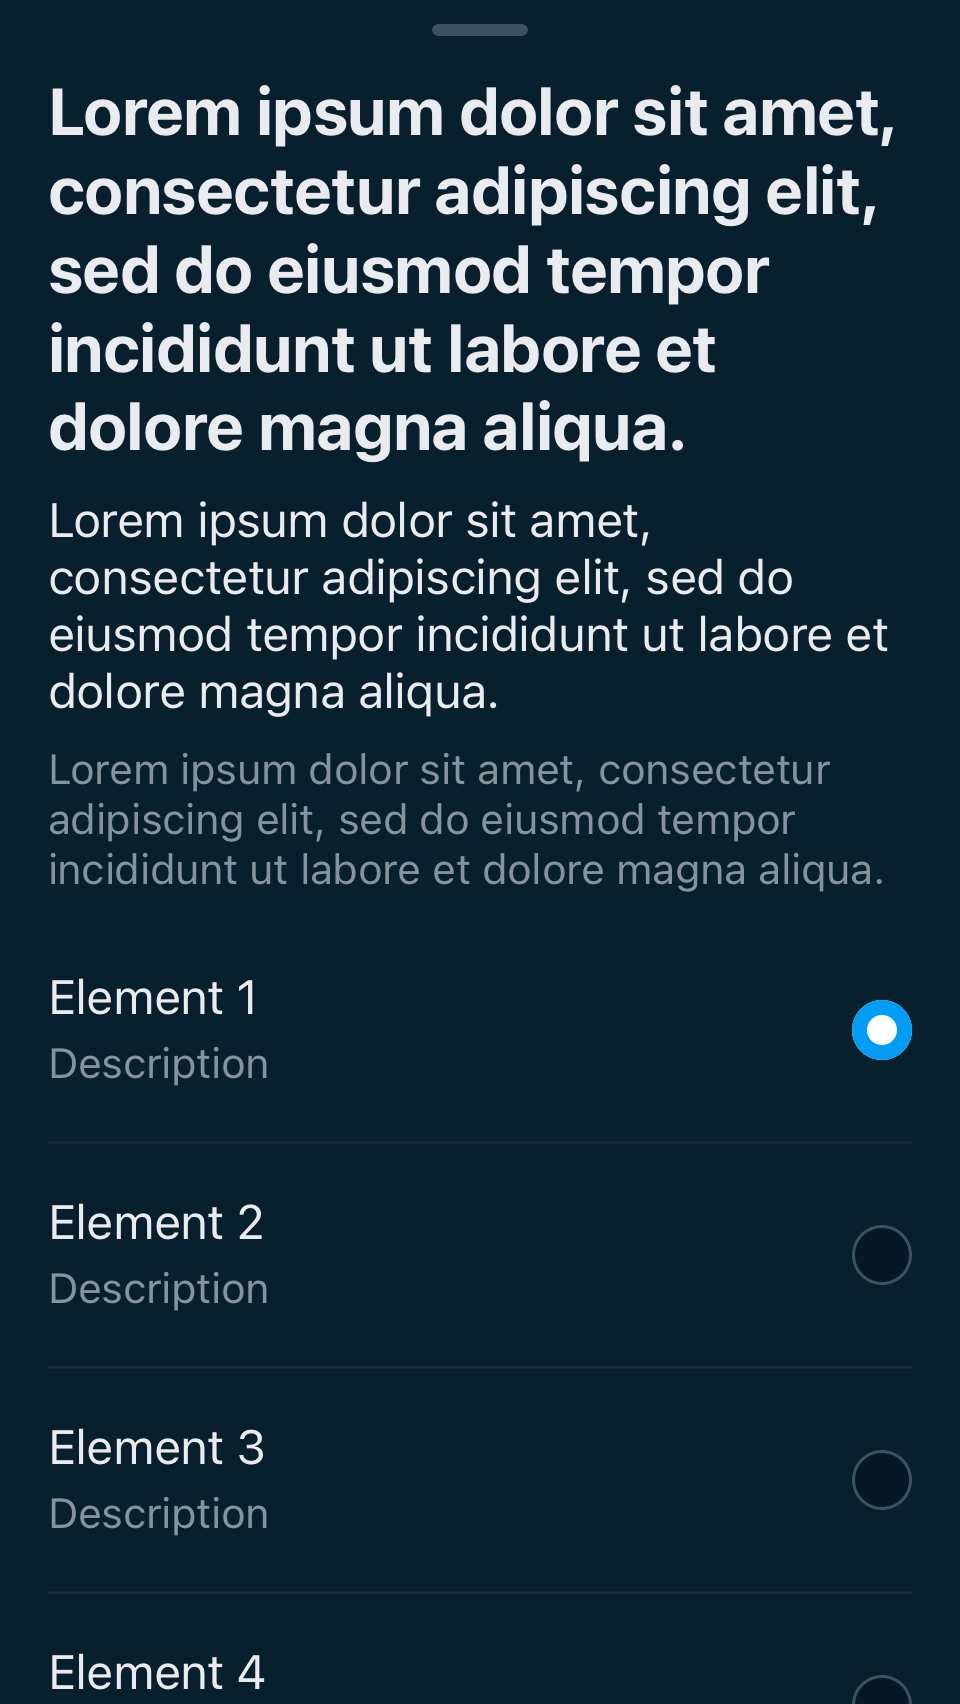 Lorem ipsum dolor sit amet,
consectetur adipiscing elit,
sed do eiusmod tempor
incididunt ut labore et
dolore magna aliqua.
Lorem ipsum dolor sit amet,
consectetur adipiscing elit, sed do
eiusmod tempor incididunt ut labore et
dolore magna aliqua.
Lorem ipsum dolor sit amet, consectetur
adipiscing elit, sed do eiusmod tempor
incididunt ut labore et dolore magna aliqua.
Element 1
Description
Element 2
Description
Element 3
Description
Element 4